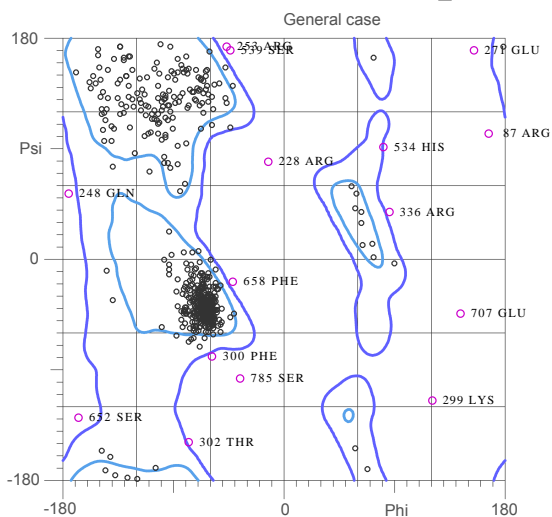 General case
180
253 ARG
539 SER
271 GLU
87 ARG
Psi
534 HIS
228 ARG
248 GLN
336 ARG
0
658 PHE
707 GLU
300 PHE
785 SER
299 LYS
652 SER
302 THR
-180
-180
0
Phi
180